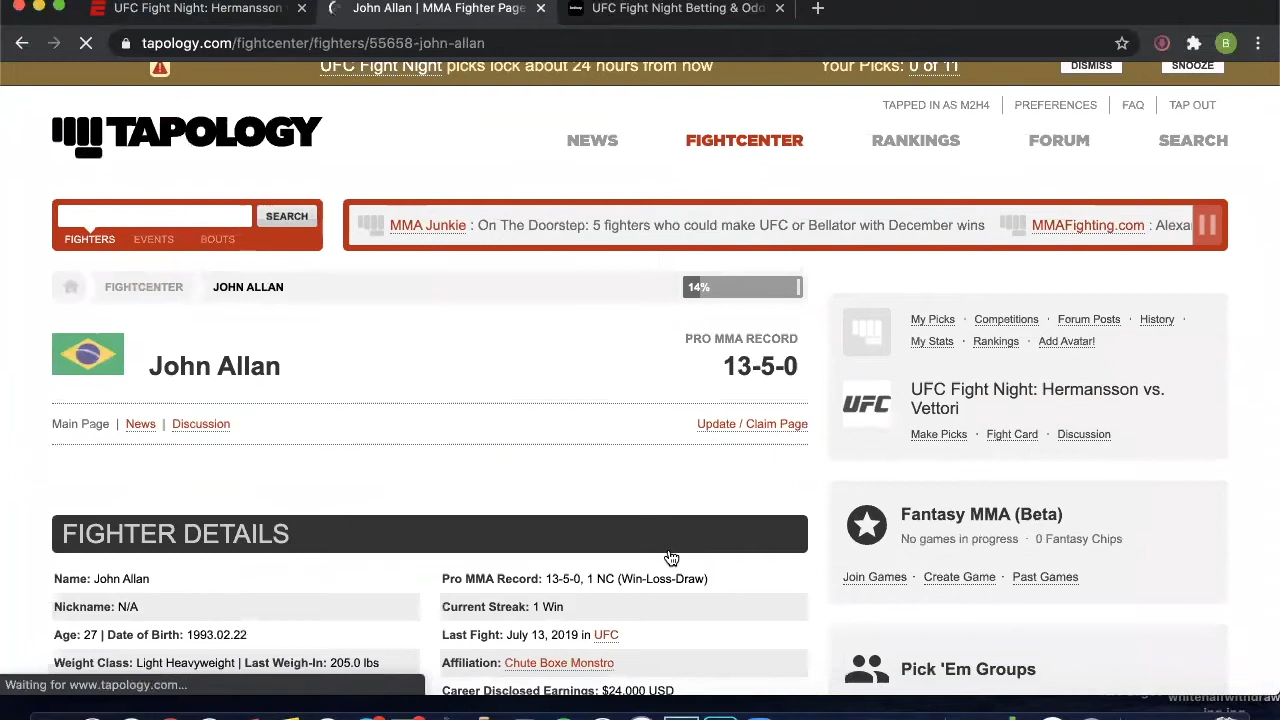 UFC Fight Night: Hermansson
John Allan | MMA Fighter Page
UFC Fight Night Betting & Odd
tapology.com/fightcenter/fighters/55658-john-allan
B
UFC Fight Night picks lock about 24 hours from now
Your Picks: 0 of 11
DISMISS
SNOOZE
TAPPED IN AS M2H4
PREFERENCES
FAQ
TAP OUT
TAPOLOGY
NEWS
FIGHTCENTER
RANKINGS
FORUM
SEARCH
SEARCH
FIGHTERS
EVENTS
BOUTS
MMA Junkie : On The Doorstep: 5 fighters who could make UFC or Bellator with December wins
MMAFighting.com : Alexa
FIGHTCENTER
JOHN ALLAN
14%
John Allan
PRO MMA RECORD
13-5-0
Main Page | News | Discussion
Update / Claim Page
My Picks · Competitions · Forum Posts · History ·
My Stats · Rankings · Add Avatar!
UFC
UFC Fight Night: Hermansson vs.
Vettori
Make Picks · Fight Card · Discussion
FIGHTER DETAILS
Name: John Allan
Pro MMA Record: 13-5-0, 1 NC (Win-Loss-Draw)
Nickname: N/A
Current Streak: 1 Win
Age: 27 | Date of Birth: 1993.02.22
Last Fight: July 13, 2019 in UFC
Weight Class: Light Heavyweight | Last Weigh-In: 205.0 lbs
Affiliation: Chute Boxe Monstro
Career Disclosed Earnings: $24,000 USD
Fantasy MMA (Beta)
No games in progress · 0 Fantasy Chips
Join Games · Create Game · Past Games
Pick 'Em Groups
Waiting for www.tapology.com...